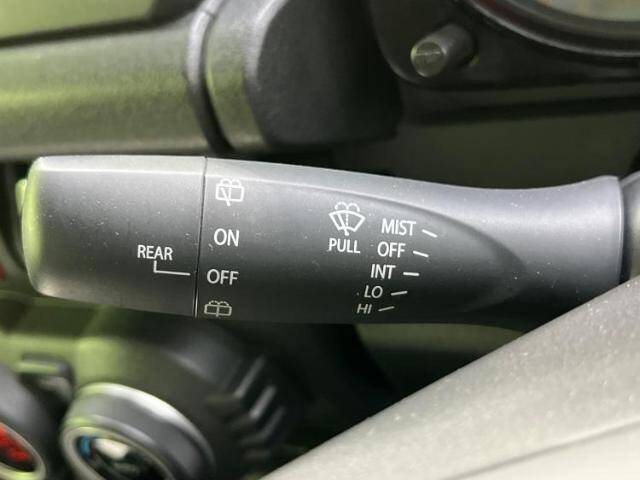 REAR
ON
OFF
PULL
MIST
OFF
INT
LO
HI